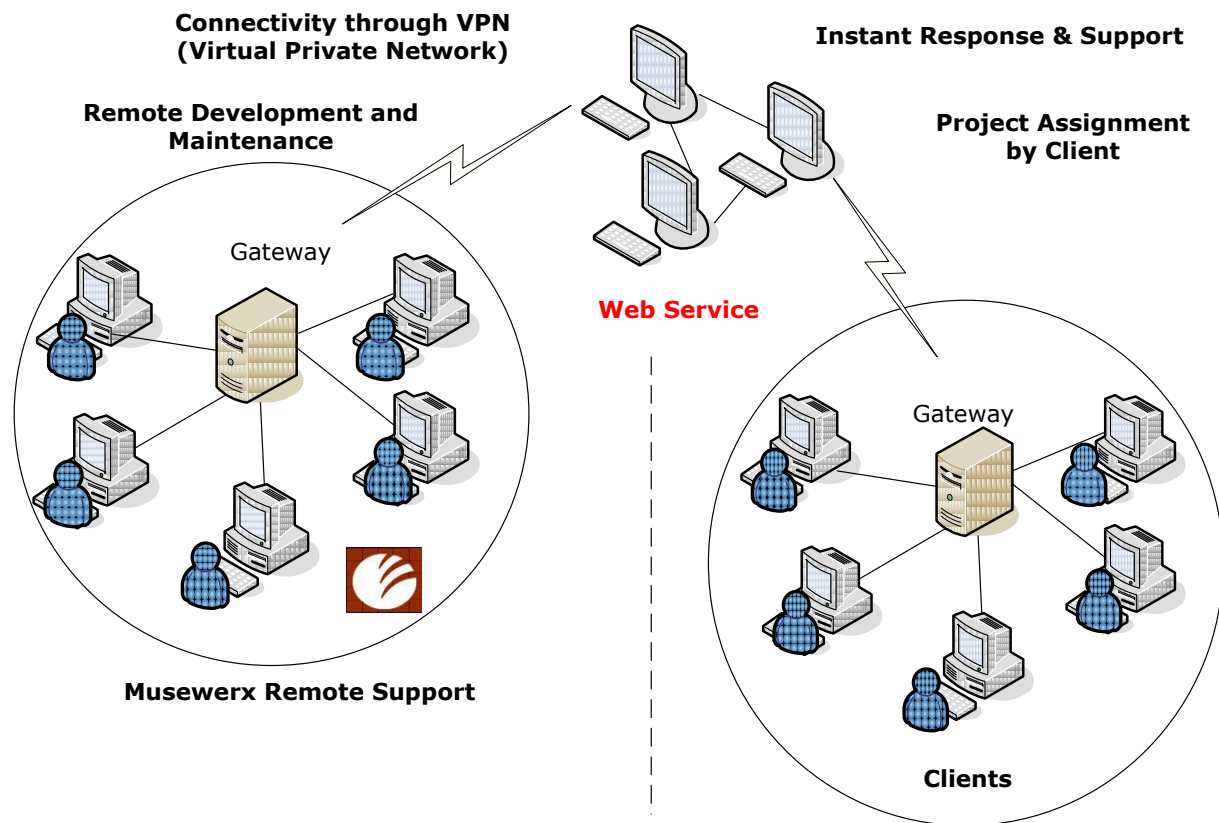 Connectivity through VPN
(Virtual Private Network)
Instant Response & Support
Remote Development and
Maintenance
Project Assignment
by Client
Gateway
Web Service
Gateway
Musewerx Remote Support
Clients